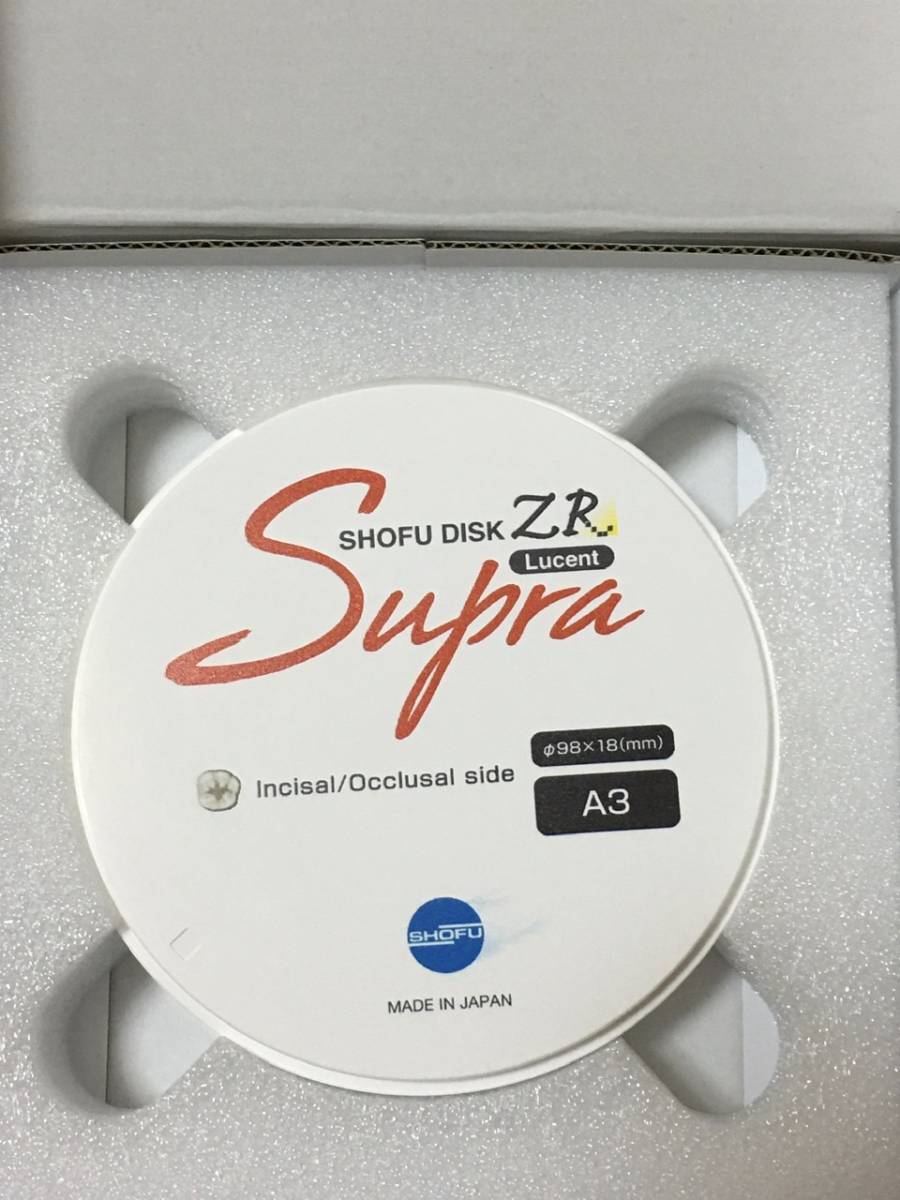 SHOFU DISK ZR
Lucent
Supra
φ98×18(mm)
Incisal/Occlusal side
A3
SHOFU
MADE IN JAPAN